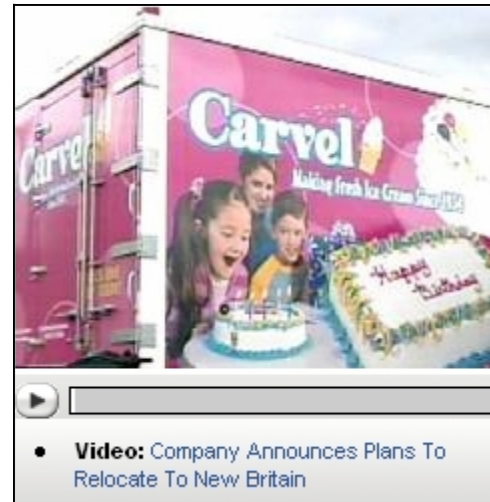 Carvel
Carvel
Making Fresh Ice Cream Since 1934
Happy
Birthday
• Video: Company Announces Plans To
Relocate To New Britain